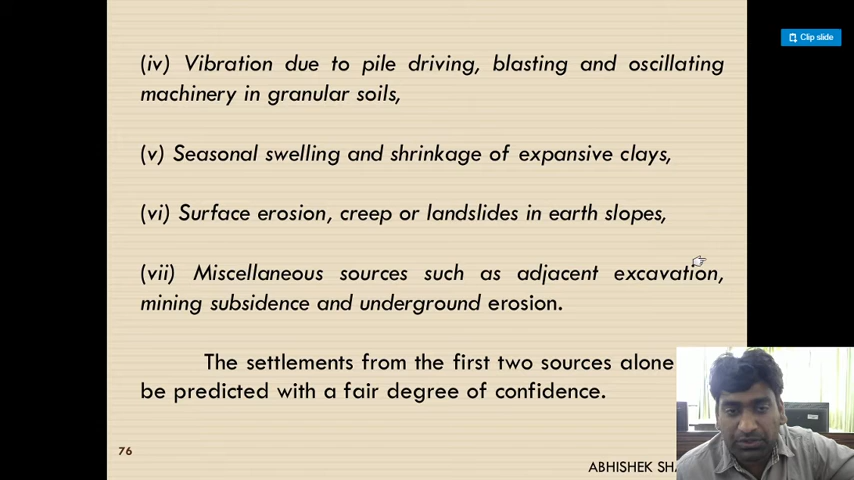 Clip slide
(iv) Vibration due to pile driving, blasting and oscillating
machinery in granular soils,
(v) Seasonal swelling and shrinkage of expansive clays,
(vi) Surface erosion, creep or landslides in earth slopes,
(vii) Miscellaneous sources such as adjacent excavation,
mining subsidence and underground erosion.
The settlements from the first two sources alone
be predicted with a fair degree of confidence.
76
ABHISHEK